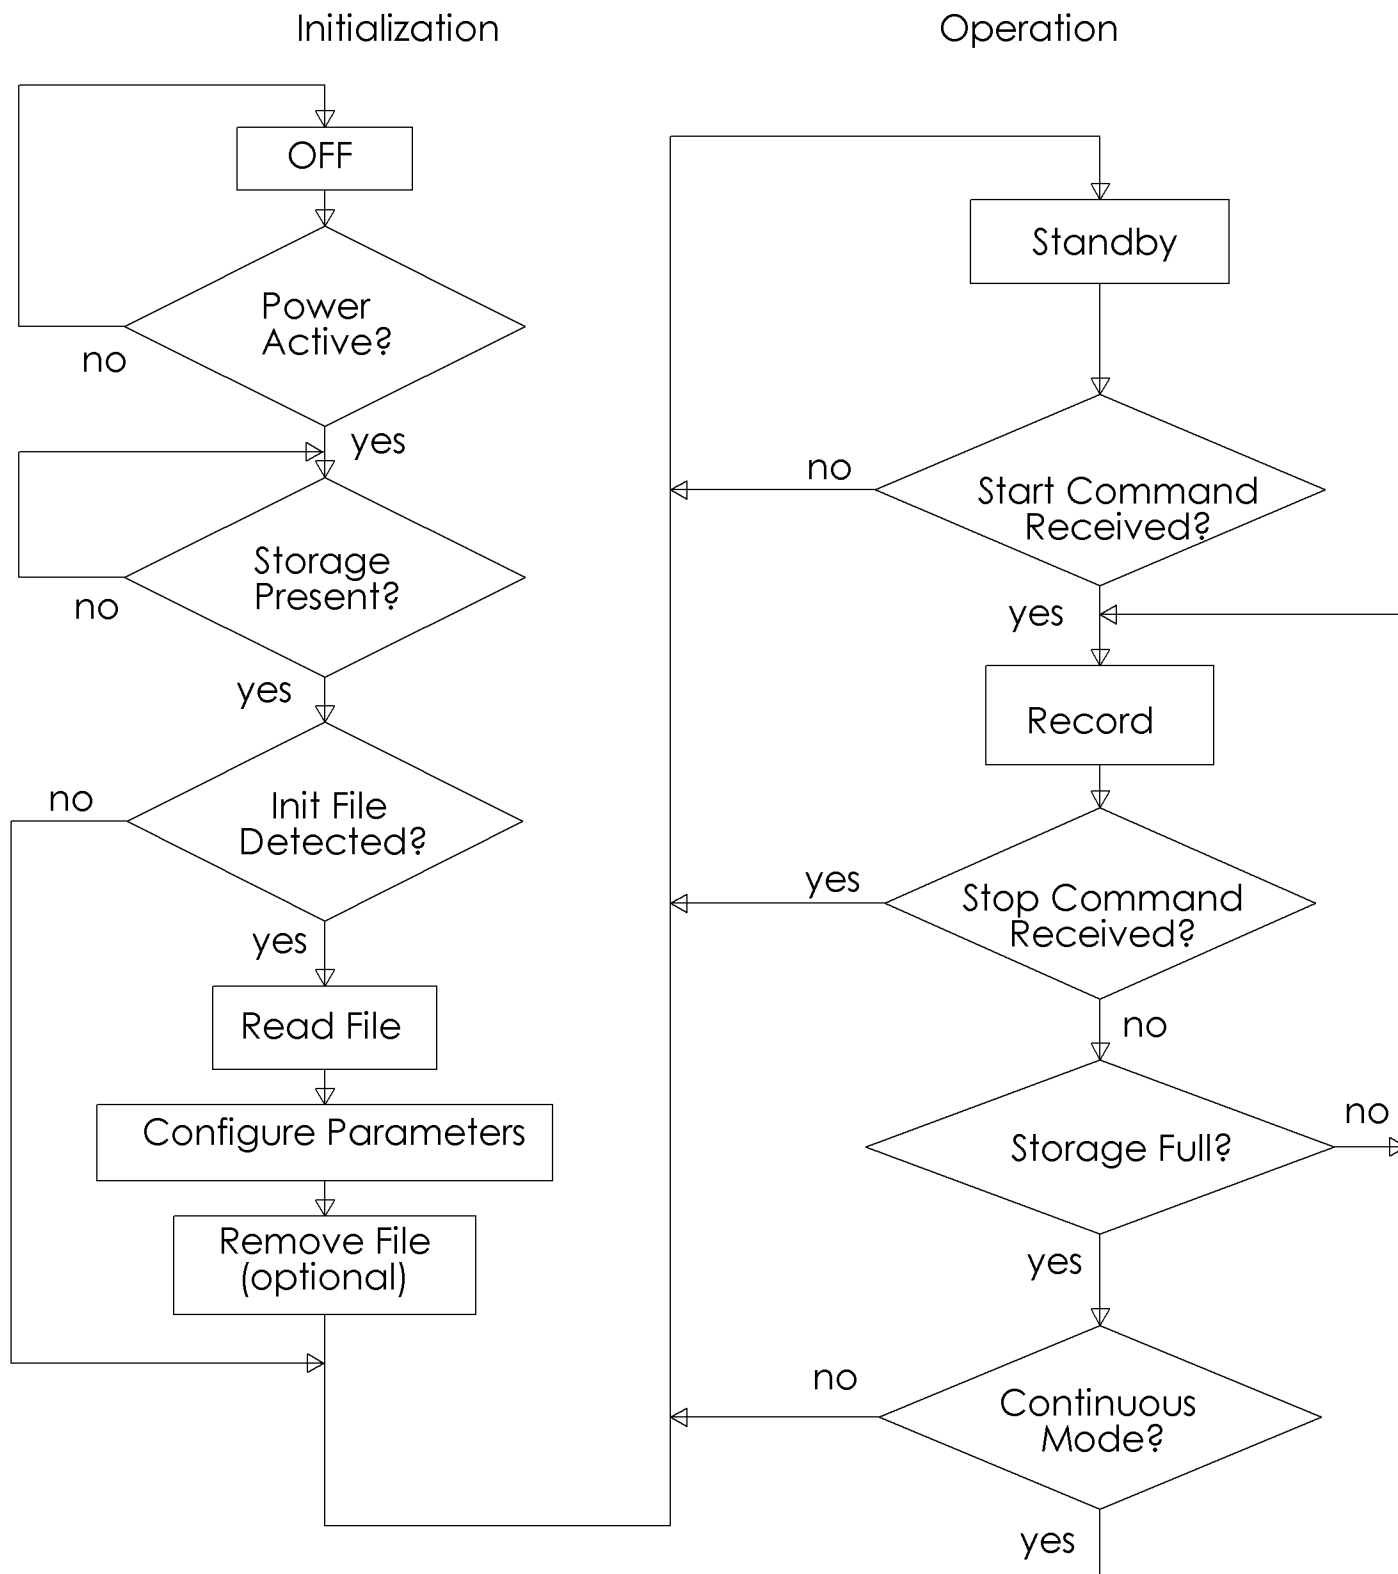 Initialization
OFF
Power
Active?
no
yes
Storage
Present?
no
yes
no
Init File
Detected?
yes
Read File
Configure Parameters
Remove File
(optional)
Operation
Standby
no
Start Command
Received?
yes
Record
yes
Stop Command
Received?
no
no
Storage Full?
yes
no
Continuous
Mode?
yes